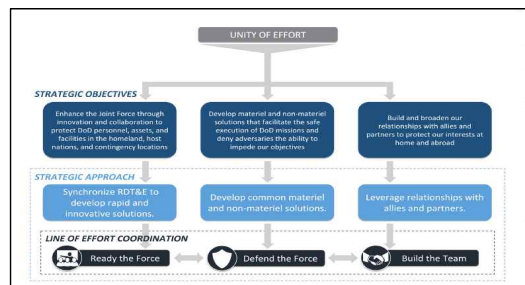 UNITY OF EFFORT
STRATEGIC OBJECTIVES
Enhance the Joint Force through
innovation and collaboration to
protect DoD personnel, assets, and
facilities in the homeland, host
nations, and contingency locations
Develop materiel and non-materiel
solutions that facilitate the safe
execution of DoD missions and
deny adversaries the ability to
impede our objectives
Build and broaden our
relationships with allies and
partners to protect our interests at
home and abroad
STRATEGIC APPROACH
Synchronize RDT&E to
develop rapid and
innovative solutions.
Develop common materiel
and non-materiel solutions.
Leverage relationships with
allies and partners.
LINE OF EFFORT COORDINATION
Ready the Force
Defend the Force
Build the Team